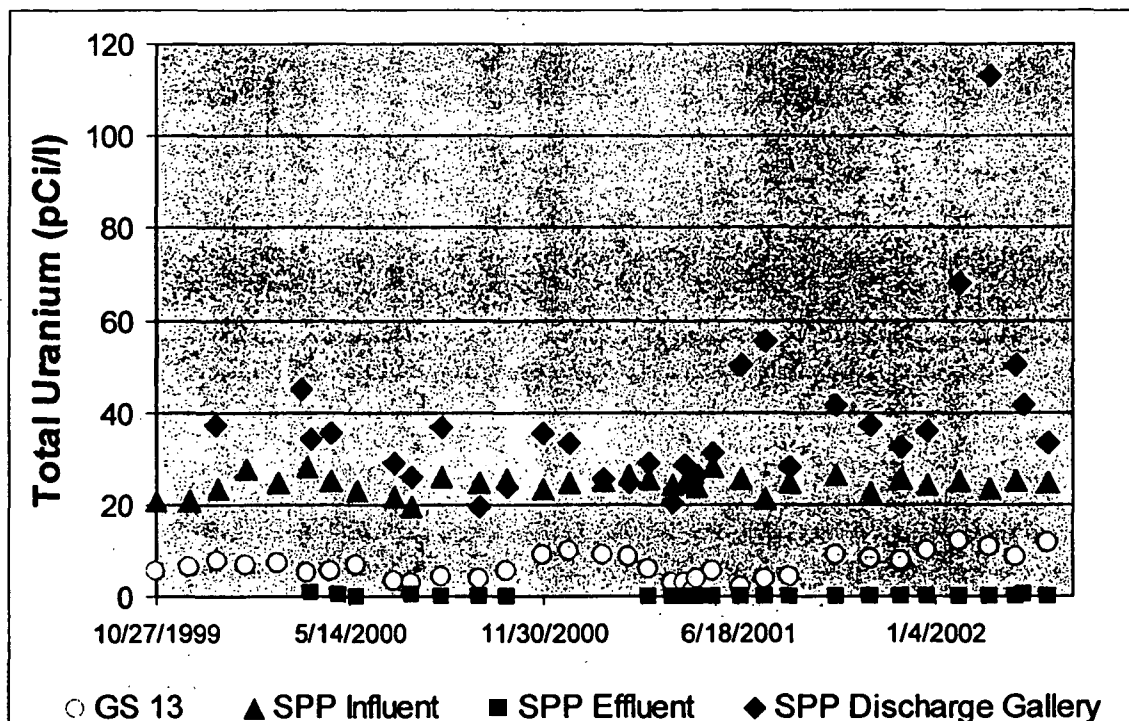 Total Uranium (pCi/l)
120
100
80
60
40
20
0
10/27/1999 5/14/2000 11/30/2000 6/18/2001 1/4/2002
GS 13 SPP Influent SPP Effluent SPP Discharge Gallery